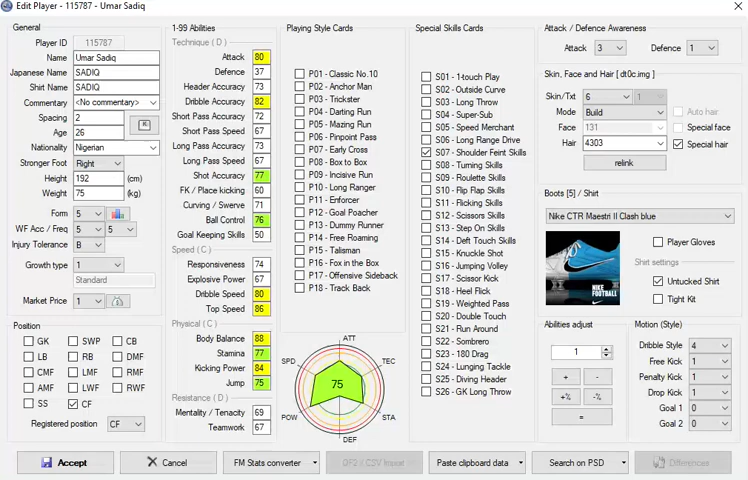 Edit Player - 115787 - Umar Sadiq
General
Player ID 115787
Name Umar Sadiq
Japanese Name SADIQ
Shirt Name SADIQ
Commentary <No commentary>
Spacing 2
Age 26
Nationality Nigerian
Stronger Foot Right
Height 192 (cm)
Weight 75 (kg)
Form 5
WF Acc / Freq 5 5
Injury Tolerance B
Growth type 1
Standard
Market Price 1
Position
GK SWP CB
LB RB DMF
CMF LMF RMF
AMF LWF RWF
SS CF
Registered position CF
1-99 Abilities
Technique ( D )
Attack 80
Defence 37
Header Accuracy 73
Dribble Accuracy 82
Short Pass Accuracy 72
Short Pass Speed 67
Long Pass Accuracy 73
Long Pass Speed 67
Shot Accuracy 77
FK / Place kicking 60
Curving / Swerve 71
Ball Control 76
Goal Keeping Skills 50
Speed ( C )
Responsiveness 74
Explosive Power 67
Dribble Speed 80
Top Speed 86
Physical ( C )
Body Balance 88
Stamina 77
Kicking Power 84
Jump 75
Resistance ( D )
Mentality / Tenacity 69
Teamwork 67
Playing Style Cards
P01 - Classic No.10
P02 - Anchor Man
P03 - Trickster
P04 - Darting Run
P05 - Mazing Run
P06 - Pinpoint Pass
P07 - Early Cross
P08 - Box to Box
P09 - Incisive Run
P10 - Long Ranger
P11 - Enforcer
P12 - Goal Poacher
P13 - Dummy Runner
P14 - Free Roaming
P15 - Talisman
P16 - Fox in the Box
P17 - Offensive Sideback
P18 - Track Back
ATT
SPD TEC
75
POW STA
DEF
Special Skills Cards
S01 - 1-touch Play
S02 - Outside Curve
S03 - Long Throw
S04 - Super-Sub
S05 - Speed Merchant
S06 - Long Range Drive
S07 - Shoulder Feint Skills
S08 - Turning Skills
S09 - Roulette Skills
S10 - Flip Flap Skills
S11 - Flicking Skills
S12 - Scissors Skills
S13 - Step On Skills
S14 - Deft Touch Skills
S15 - Knuckle Shot
S16 - Jumping Volley
S17 - Scissor Kick
S18 - Heel Flick
S19 - Weighted Pass
S20 - Double Touch
S21 - Run Around
S22 - Sombrero
S23 - 180 Drag
S24 - Lunging Tackle
S25 - Diving Header
S26 - GK Long Throw
Attack / Defence Awareness
Attack 3 Defence 1
Skin, Face and Hair [ dt0c.img ]
Skin/Txt 6 1
Mode Build Auto hair
Face 131 Special face
Hair 4303 Special hair
relink
Boots [5] / Shirt
Nike CTR Maestri II Clash blue
NIKE
FOOTBALL
Player Gloves
Shirt settings
Untucked Shirt
Tight Kit
Abilities adjust
1
+ -
+% -%
=
Motion (Style)
Dribble Style 4
Free Kick 1
Penalty Kick 1
Drop Kick 1
Goal 1 0
Goal 2 0
Accept
Cancel
FM Stats converter
OF2 / CSV format
Paste clipboard data
Search on PSD
Differences